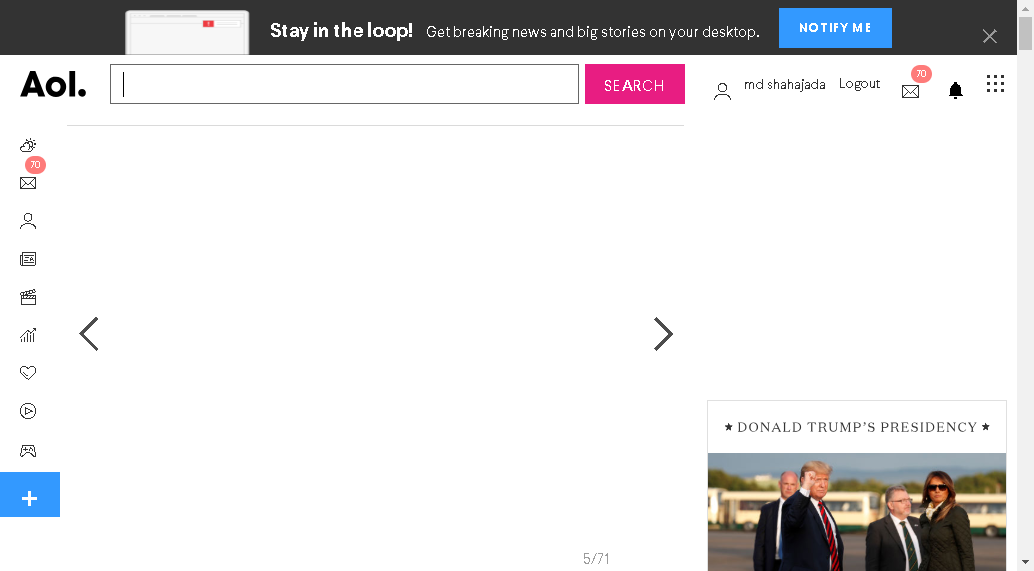 Stay in the loop! Get breaking news and big stories on your desktop. NOTIFY ME
Aol. SEARCH md shahajada Logout 70
70
DONALD TRUMP'S PRESIDENCY
5/71